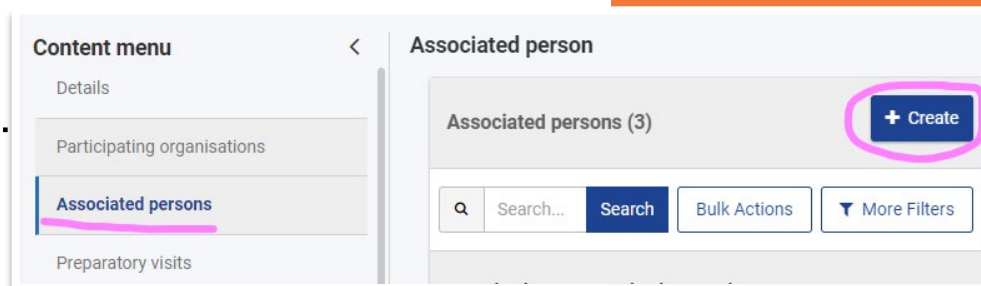 Content menu <
Details
Participating organisations
Associated persons
Preparatory visits
Associated person
Associated persons (3)
+ Create
Search... Search Bulk Actions More Filters